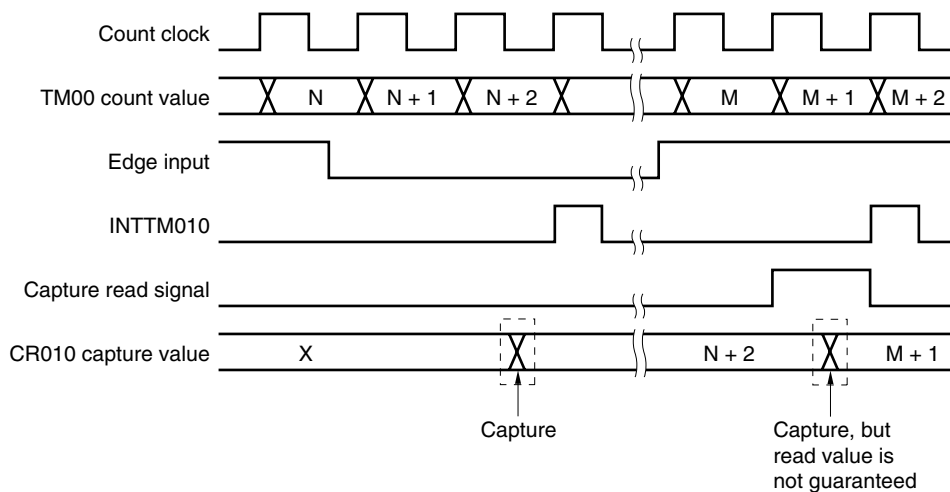 Count clock
TM00 count value
N
N + 1
N + 2
M
M + 1
M + 2
Edge input
INTTM010
Capture read signal
CR010 capture value
X
N + 2
M + 1
Capture
Capture, but
read value is
not guaranteed